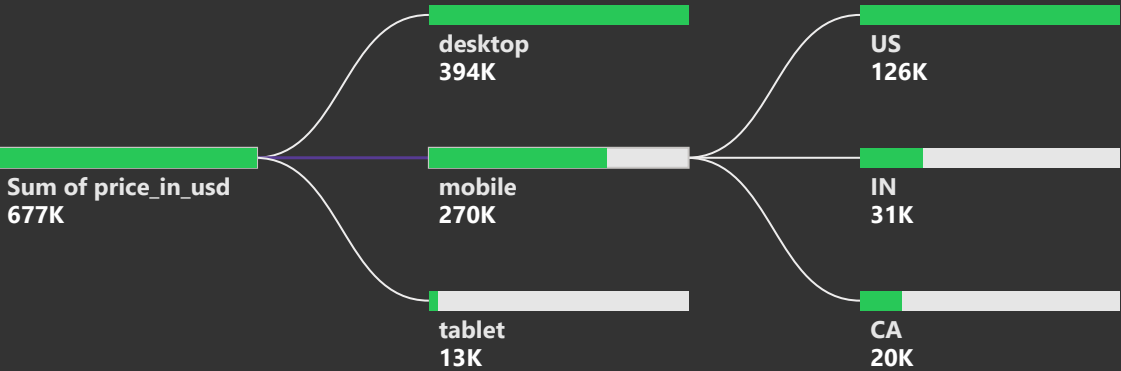 desktop
394K
US
126K
Sum of price_in_usd
677K
mobile
270K
IN
31K
tablet
13K
CA
20K